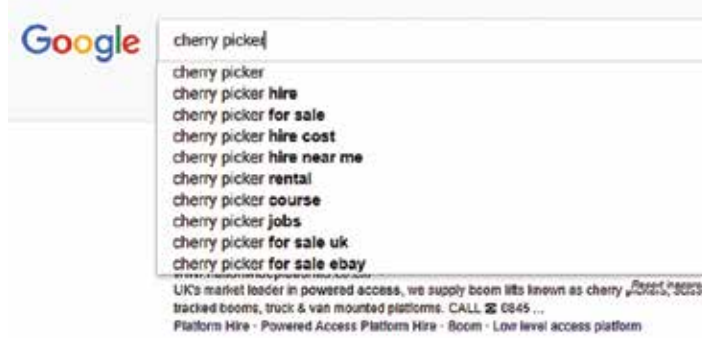 Google
cherry picker
cherry picker
cherry picker hire
cherry picker for sale
cherry picker hire cost
cherry picker hire near me
cherry picker rental
cherry picker course
cherry picker jobs
cherry picker for sale uk
cherry picker for sale ebay
UK's market leader in powered access, we supply boom lifts known as cherry
tracked booms, truck & van mounted platforms. CALL ☎ 0845 ...
Platform Hire - Powered Access Platform Hire - Boom - Low level access platform